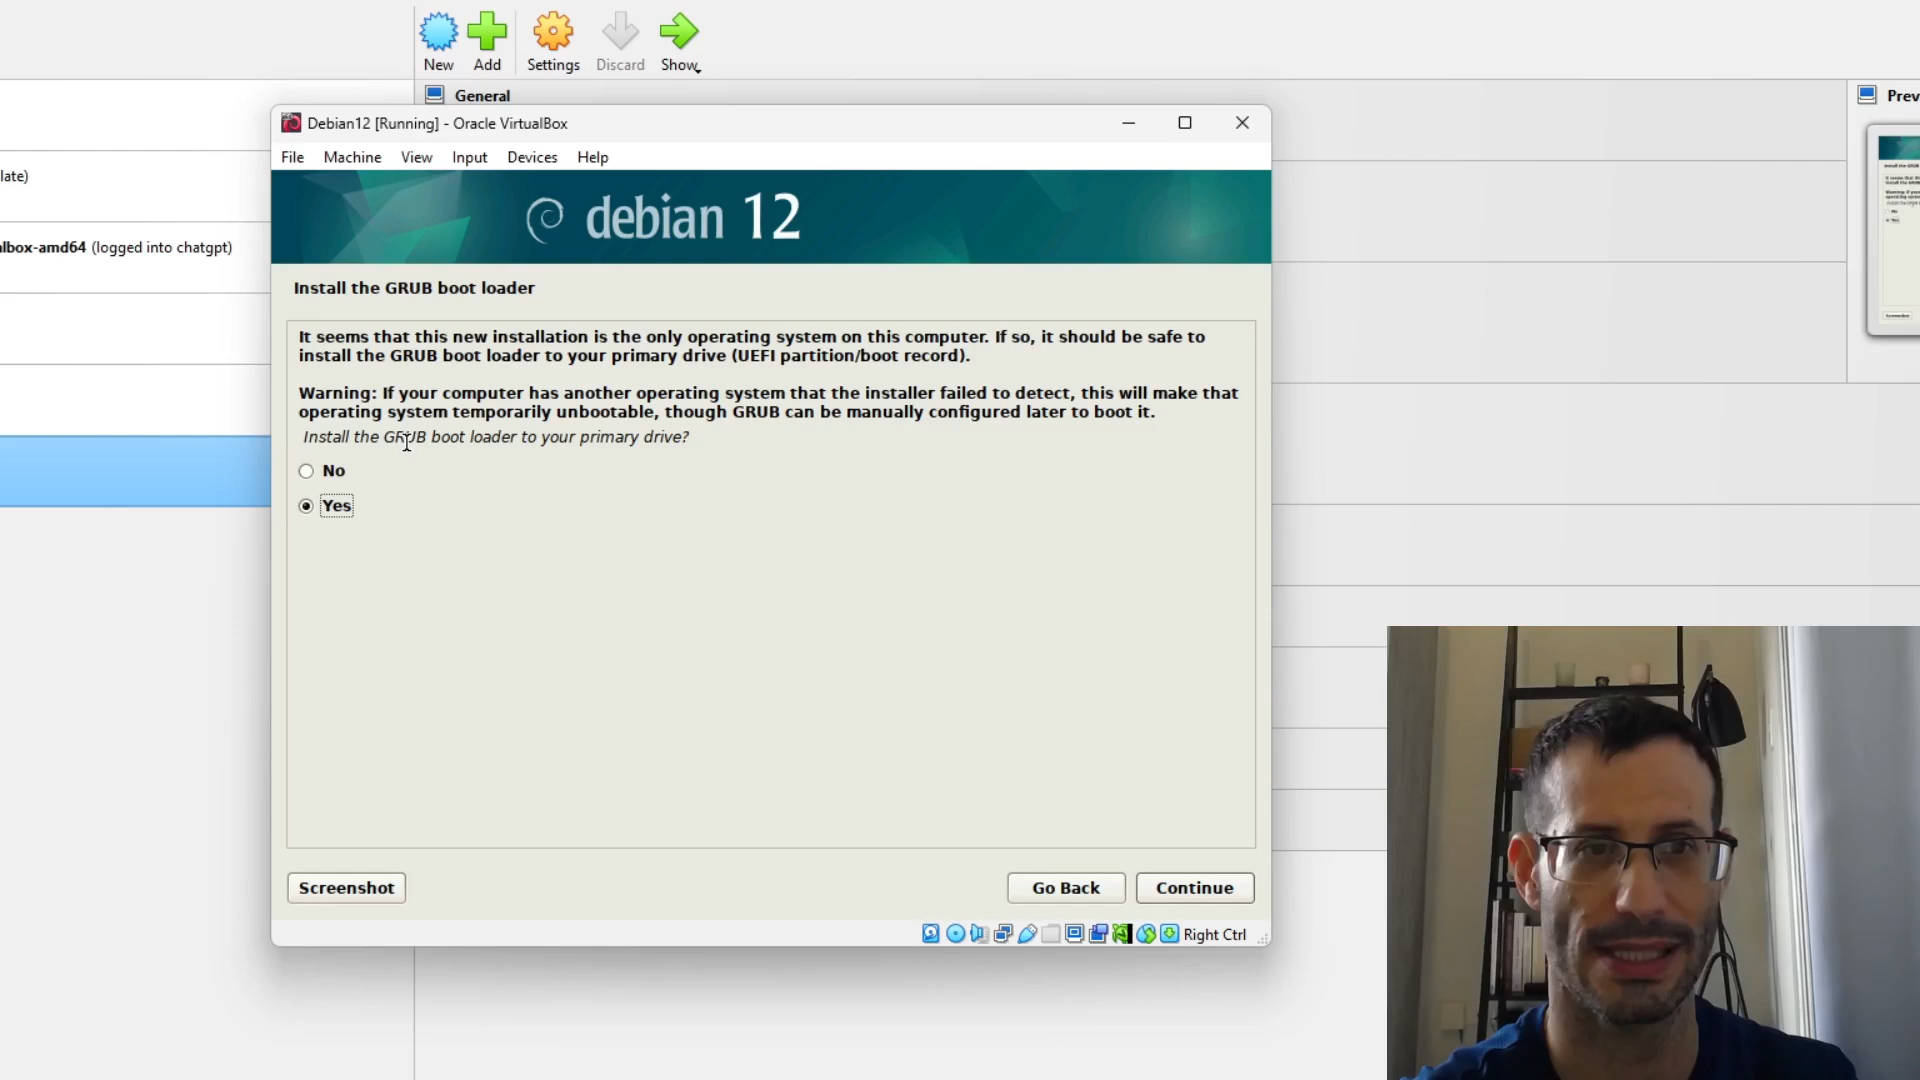 New
Add
Settings
Discard
Show
General
Prev
Debian12 [Running] - Oracle VirtualBox
File
Machine
View
Input
Devices
Help
late)
debian 12
lbox-amd64 (logged into chatgpt)
Install the GRUB boot loader
It seems that this new installation is the only operating system on this computer. If so, it should be safe to
install the GRUB boot loader to your primary drive (UEFI partition/boot record).
Warning: If your computer has another operating system that the installer failed to detect, this will make that
operating system temporarily unbootable, though GRUB can be manually configured later to boot it.
Install the GRUB boot loader to your primary drive?
No
Yes
Screenshot
Go Back
Continue
Right Ctrl